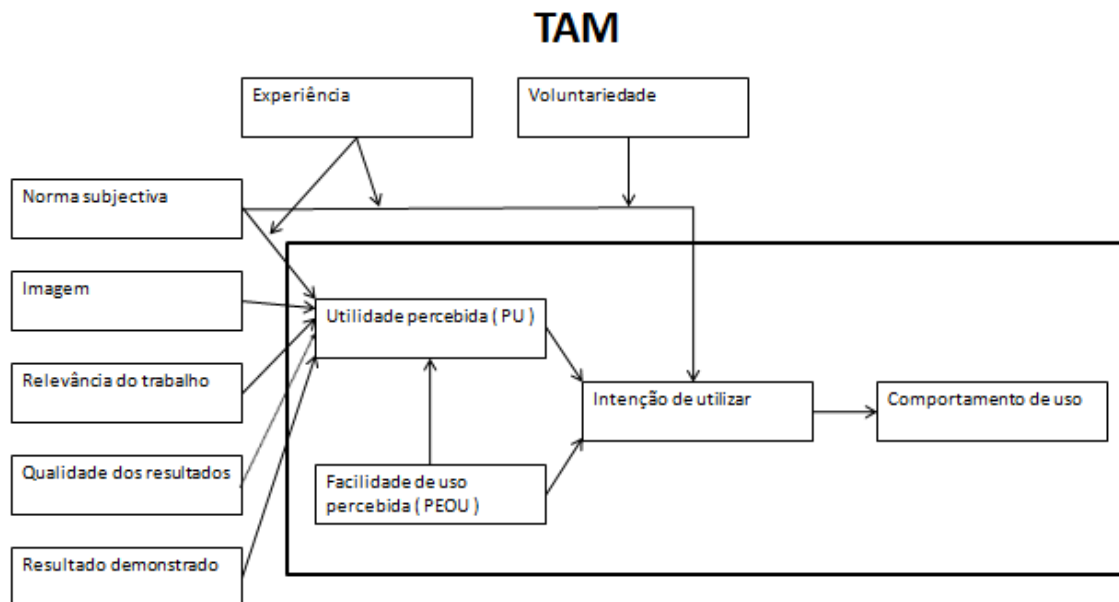 TAM
Experiência
Voluntariedade
Norma subjectiva
Imagem
Utilidade percebida ( PU )
Relevância do trabalho
Intenção de utilizar
Comportamento de uso
Qualidade dos resultados
Facilidade de uso
percebida ( PEOU )
Resultado demonstrado